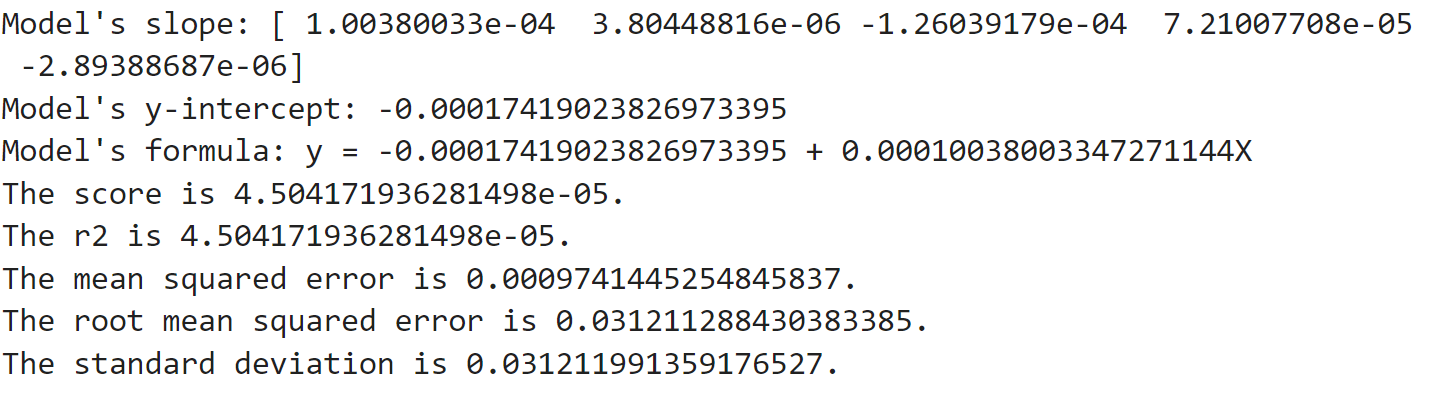 Model's slope: [ 1.00380033e-04  3.80448816e-06 -1.26039179e-04  7.21007708e-05
 -2.89388687e-06]
Model's y-intercept: -0.00017419023826973395
Model's formula: y = -0.00017419023826973395 + 0.00010038003347271144X
The score is 4.504171936281498e-05.
The r2 is 4.504171936281498e-05.
The mean squared error is 0.0009741445254845837.
The root mean squared error is 0.031211288430383385.
The standard deviation is 0.031211991359176527.